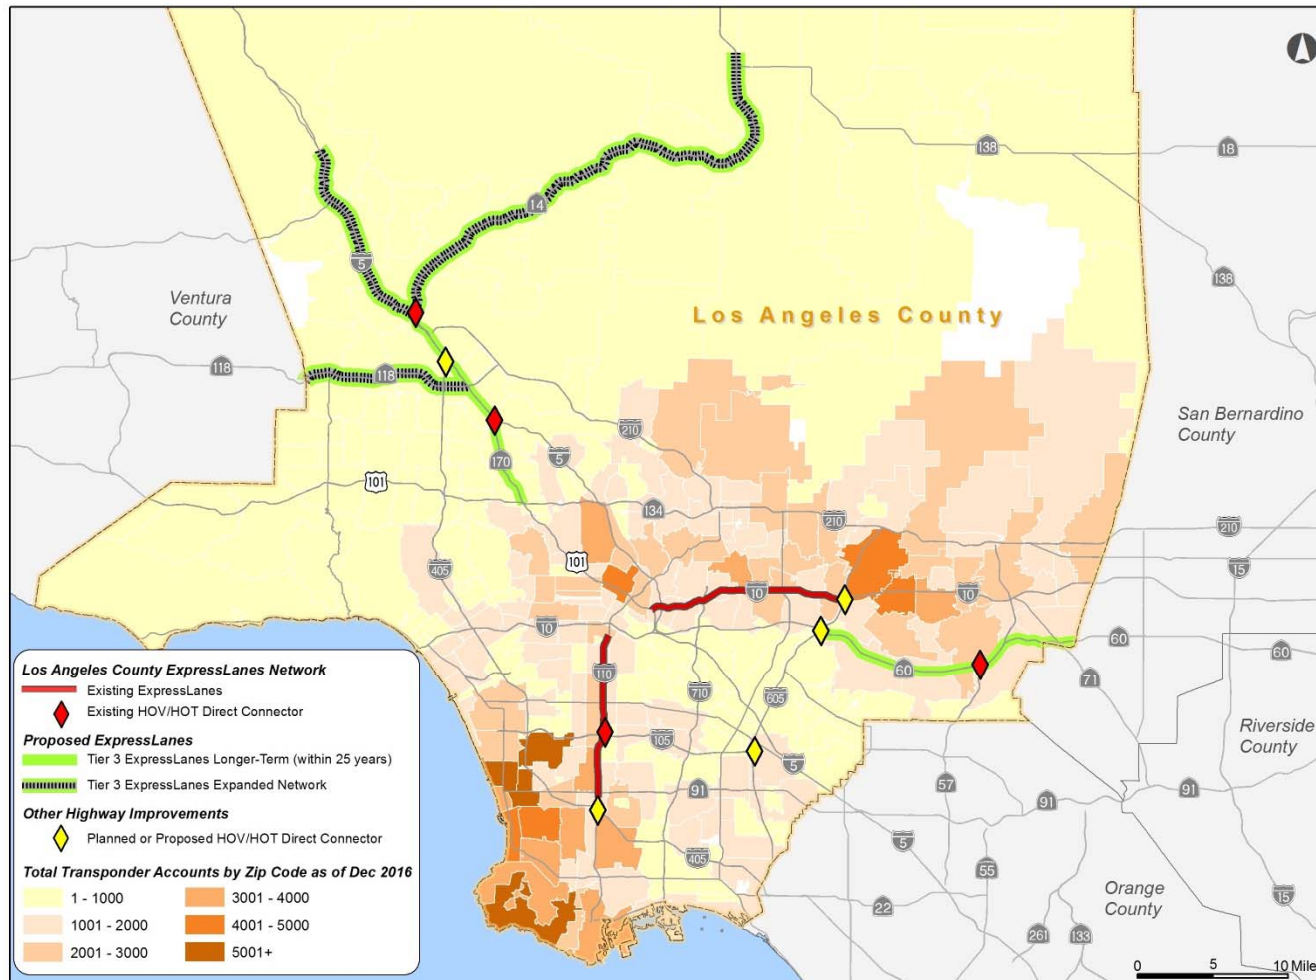 138
18
14
5
138
Ventura
County
Los Angeles County
118
118
San Bernardino
County
210
5
170
101
134
210
210
405
101
15
10
10
10
60
60
60
110
71
710
605
105
5
Riverside
County
57
91
91
91
405
5
55
Orange
County
22
15
261
133
Los Angeles County ExpressLanes Network
Existing ExpressLanes
Existing HOV/HOT Direct Connector
Proposed ExpressLanes
Tier 3 ExpressLanes Longer-Term (within 25 years)
Tier 3 ExpressLanes Expanded Network
Other Highway Improvements
Planned or Proposed HOV/HOT Direct Connector
Total Transponder Accounts by Zip Code as of Dec 2016
1 - 1000
3001 - 4000
1001 - 2000
4001 - 5000
2001 - 3000
5001+
0 5 10 Miles